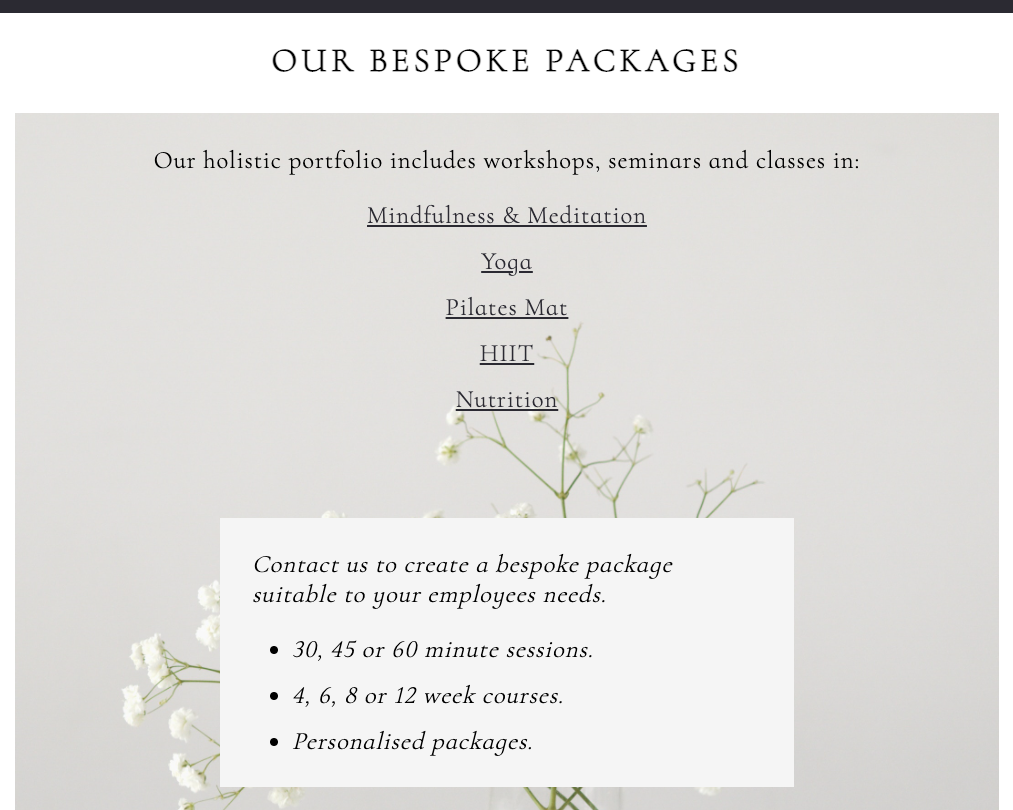 OUR BESPOKE PACKAGES
Our holistic portfolio includes workshops, seminars and classes in:
Mindfulness & Meditation
Yoga
Pilates Mat
HIIT
Nutrition
Contact us to create a bespoke package
suitable to your employees needs.
30, 45 or 60 minute sessions.
4, 6, 8 or 12 week courses.
Personalised packages.